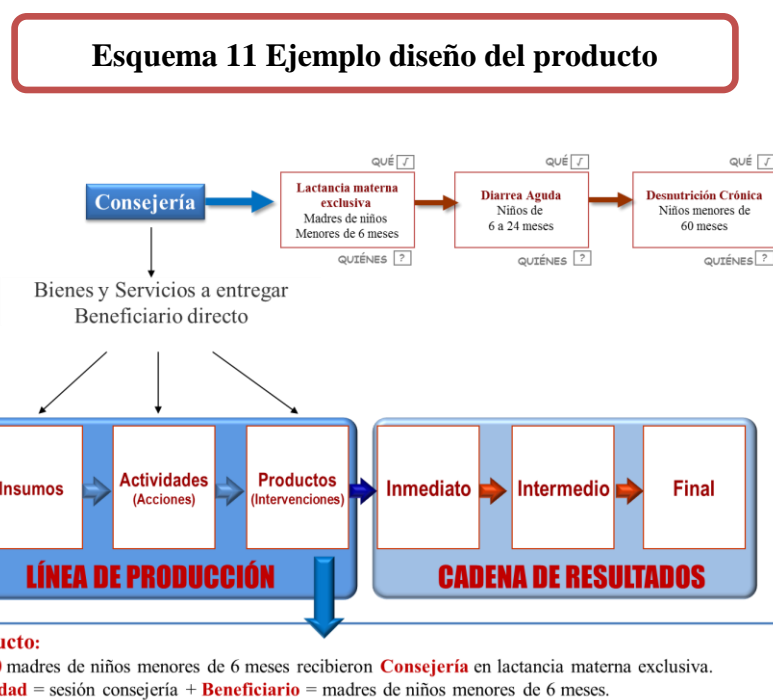 Esquema 11 Ejemplo diseño del producto
QUÉ √
QUÉ √
QUÉ √
Consejería
Lactancia materna
exclusiva
Madres de niños
Menores de 6 meses
Diarrea Aguda
Niños de
6 a 24 meses
Desnutrición Crónica
Niños menores de
60 meses
QUIÉNES ?
QUIÉNES ?
QUIÉNES ?
Bienes y Servicios a entregar
Beneficiario directo
Insumos
Actividades
(Acciones)
Productos
(Intervenciones)
Inmediato
Intermedio
Final
LÍNEA DE PRODUCCIÓN
CADENA DE RESULTADOS
ucto:
madres de niños menores de 6 meses recibieron Consejería en lactancia materna exclusiva.
dad = sesión consejería + Beneficiario = madres de niños menores de 6 meses.